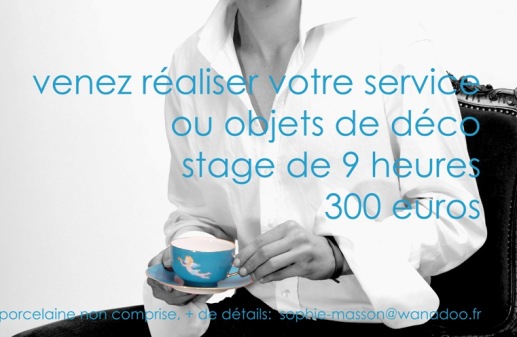 venez réaliser votre service
ou objets de déco
stage de 9 heures
300 euros
porcelaine non comprise, + de détails: sophie-masson@wanadoo.fr